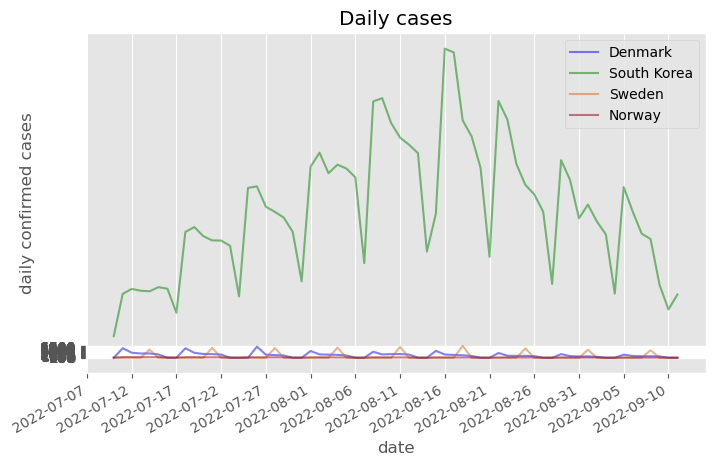 Daily cases
Denmark
South Korea
Sweden
Norway
daily confirmed cases
2022-07-07
2022-07-12
2022-07-17
2022-07-22
2022-07-27
2022-08-01
2022-08-06
2022-08-11
2022-08-16
2022-08-21
2022-08-26
2022-08-31
2022-09-05
2022-09-10
date